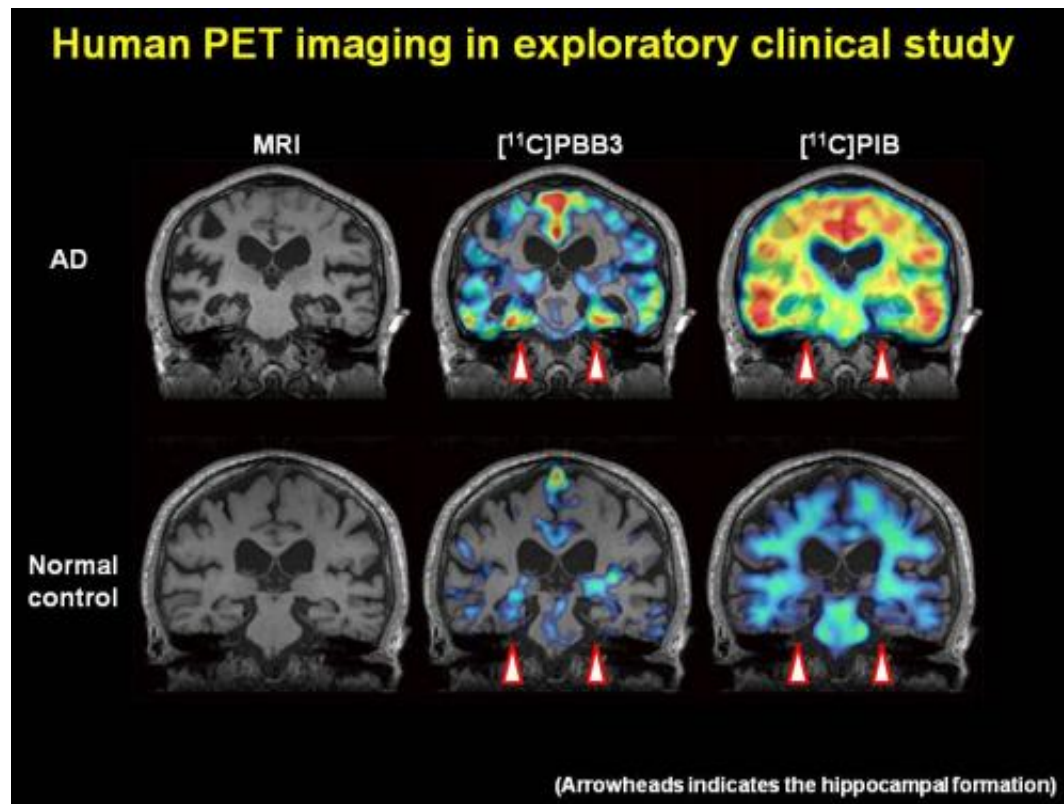 Human PET imaging in exploratory clinical study
MRI
[¹¹C]PBB3
[¹¹C]PIB
AD
Normal
control
(Arrowheads indicates the hippocampal formation)